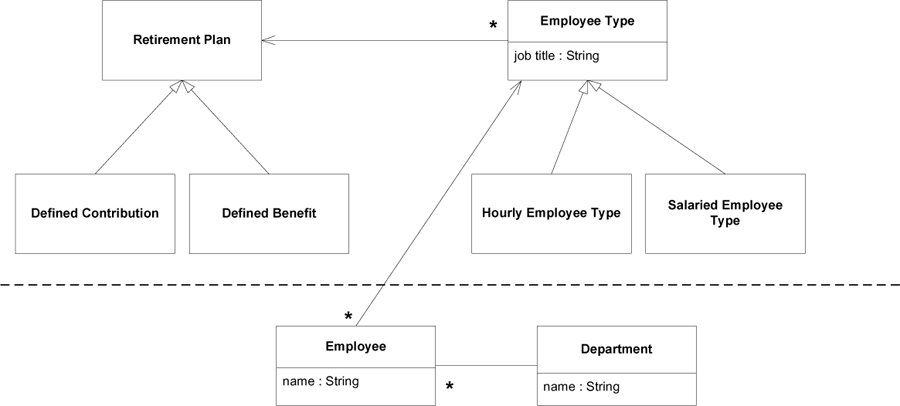 Retirement Plan
*
Employee Type
job title : String
Defined Contribution
Defined Benefit
Hourly Employee Type
Salaried Employee
Type
*
Employee
name : String
*
Department
name : String